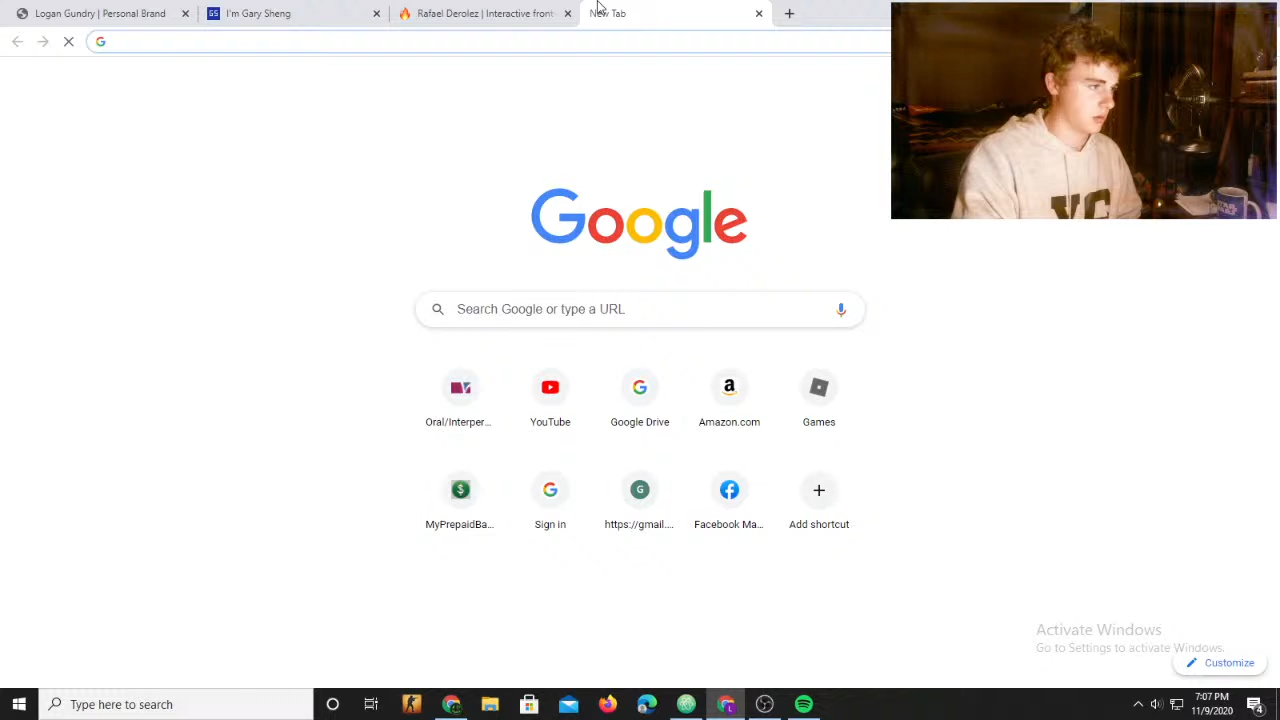 Logan Gundry | Personal Brand
I'm Gary Sheng
Rafael Derolez | Interactive front
New Tab
Google
Search Google or type a URL
Oral/Interper...
YouTube
Google Drive
Amazon.com
Games
MyPrepaidBa...
Sign in
https://gmail....
Facebook Ma...
Add shortcut
Activate Windows
Go to Settings to activate Windows.
Customize
Type here to search
7:07 PM
11/9/2020
4